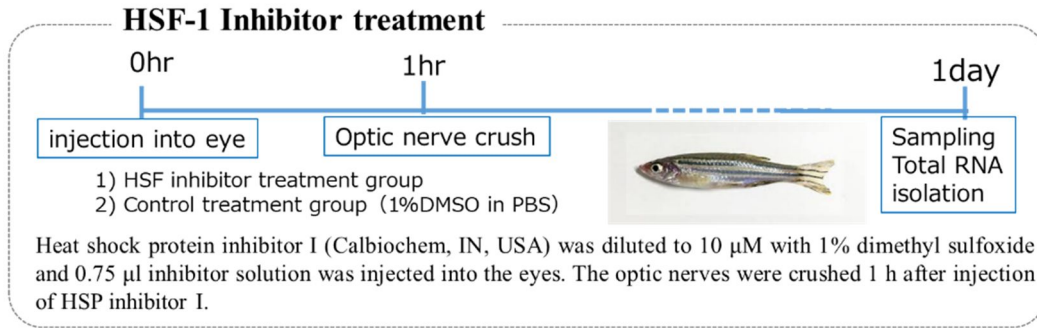 HSF-1 Inhibitor treatment
0hr 1hr 1day
injection into eye Optic nerve crush Sampling
Total RNA
isolation
1) HSF inhibitor treatment group
2) Control treatment group (1%DMSO in PBS)
Heat shock protein inhibitor I (Calbiochem, IN, USA) was diluted to 10 μM with 1% dimethyl sulfoxide
and 0.75 μl inhibitor solution was injected into the eyes. The optic nerves were crushed 1 h after injection
of HSP inhibitor I.